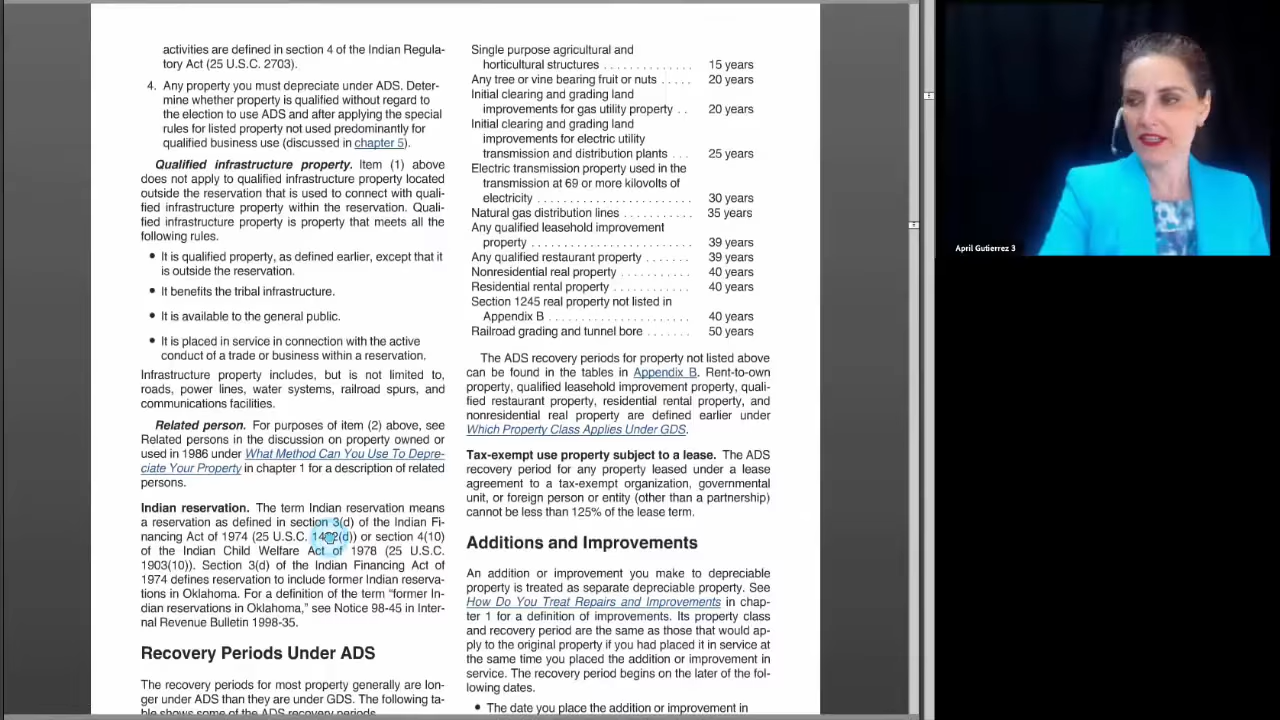 activities are defined in section 4 of the Indian Regula-
tory Act (25 U.S.C. 2703).
4. Any property you must depreciate under ADS. Deter-
mine whether property is qualified without regard to
the election to use ADS and after applying the special
rules for listed property not used predominantly for
qualified business use (discussed in chapter 5).
Qualified infrastructure property. Item (1) above
does not apply to qualified infrastructure property located
outside the reservation that is used to connect with quali-
fied infrastructure property within the reservation. Quali-
fied infrastructure property is property that meets all the
following rules.
• It is qualified property, as defined earlier, except that it
is outside the reservation.
• It benefits the tribal infrastructure.
• It is available to the general public.
• It is placed in service in connection with the active
conduct of a trade or business within a reservation.
Infrastructure property includes, but is not limited to,
roads, power lines, water systems, railroad spurs, and
communications facilities.
Related person. For purposes of item (2) above, see
Related persons in the discussion on property owned or
used in 1986 under What Method Can You Use To Depre-
ciate Your Property in chapter 1 for a description of related
persons.
Indian reservation. The term Indian reservation means
a reservation as defined in section 3(d) of the Indian Fi-
nancing Act of 1974 (25 U.S.C. 1452(d)) or section 4(10)
of the Indian Child Welfare Act of 1978 (25 U.S.C.
1903(10)). Section 3(d) of the Indian Financing Act of
1974 defines reservation to include former Indian reserva-
tions in Oklahoma. For a definition of the term “former In-
dian reservations in Oklahoma,” see Notice 98-45 in Inter-
nal Revenue Bulletin 1998-35.
Recovery Periods Under ADS
The recovery periods for most property generally are lon-
ger under ADS than they are under GDS. The following ta-
ble shows some of the ADS recovery periods.
Single purpose agricultural and
horticultural structures . . . . . . . . . . . . . 15 years
Any tree or vine bearing fruit or nuts . . . . . 20 years
Initial clearing and grading land
improvements for gas utility property . . 20 years
Initial clearing and grading land
improvements for electric utility
transmission and distribution plants . . . 25 years
Electric transmission property used in the
transmission at 69 or more kilovolts of
electricity . . . . . . . . . . . . . . . . . . . . . . . 30 years
Natural gas distribution lines . . . . . . . . . . . 35 years
Any qualified leasehold improvement
property . . . . . . . . . . . . . . . . . . . . . . . . 39 years
Any qualified restaurant property . . . . . . . . 39 years
Nonresidential real property . . . . . . . . . . . 40 years
Residential rental property . . . . . . . . . . . . 40 years
Section 1245 real property not listed in
Appendix B . . . . . . . . . . . . . . . . . . . . . 40 years
Railroad grading and tunnel bore . . . . . . . 50 years
The ADS recovery periods for property not listed above
can be found in the tables in Appendix B. Rent-to-own
property, qualified leasehold improvement property, quali-
fied restaurant property, residential rental property, and
nonresidential real property are defined earlier under
Which Property Class Applies Under GDS.
Tax-exempt use property subject to a lease. The ADS
recovery period for any property leased under a lease
agreement to a tax-exempt organization, governmental
unit, or foreign person or entity (other than a partnership)
cannot be less than 125% of the lease term.
Additions and Improvements
An addition or improvement you make to depreciable
property is treated as separate depreciable property. See
How Do You Treat Repairs and Improvements in chap-
ter 1 for a definition of improvements. Its property class
and recovery period are the same as those that would ap-
ply to the original property if you had placed it in service at
the same time you placed the addition or improvement in
service. The recovery period begins on the later of the fol-
lowing dates.
• The date you place the addition or improvement in
April Gutierrez 3